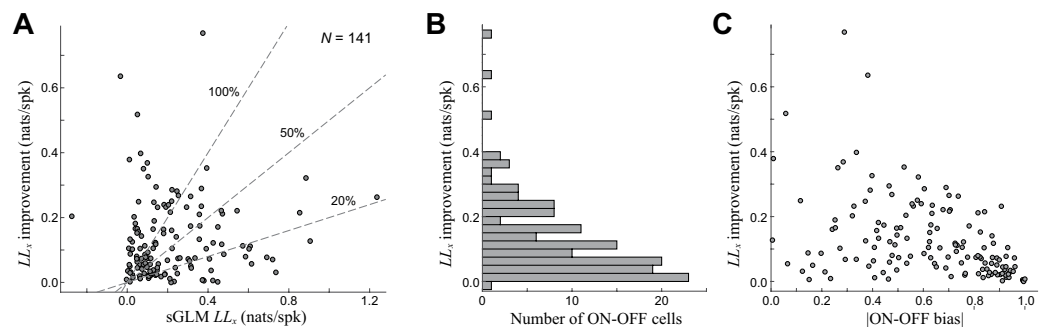 A
B
C
N = 141
100%
50%
20%
LLx improvement (nats/spk)
0.6
0.4
0.2
0.0
0.0 0.4 0.8 1.2
sGLM LLx (nats/spk)
LLx improvement (nats/spk)
0.6
0.4
0.2
0.0
0 10 20
Number of ON-OFF cells
LLx improvement (nats/spk)
0.6
0.4
0.2
0.0
0.0 0.2 0.4 0.6 0.8 1.0
|ON-OFF bias|